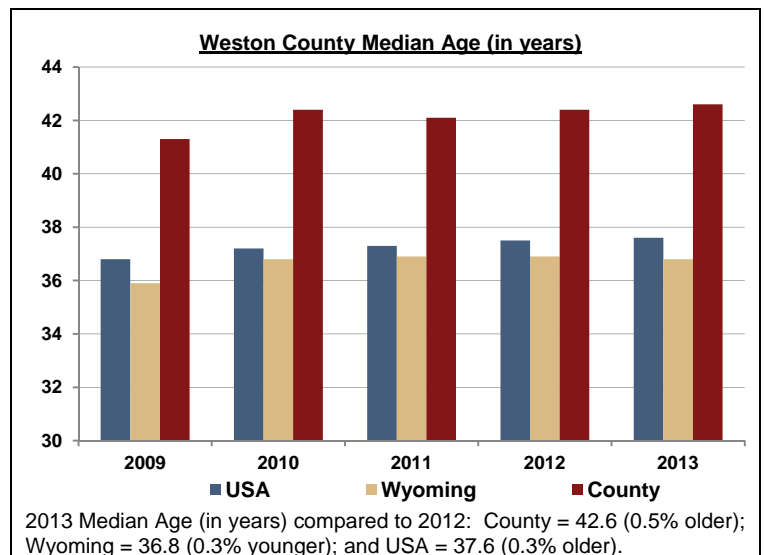 Weston County Median Age (in years)
44
42
40
38
36
34
32
30
2009 2010 2011 2012 2013
USA Wyoming County
2013 Median Age (in years) compared to 2012: County = 42.6 (0.5% older);
Wyoming = 36.8 (0.3% younger); and USA = 37.6 (0.3% older).